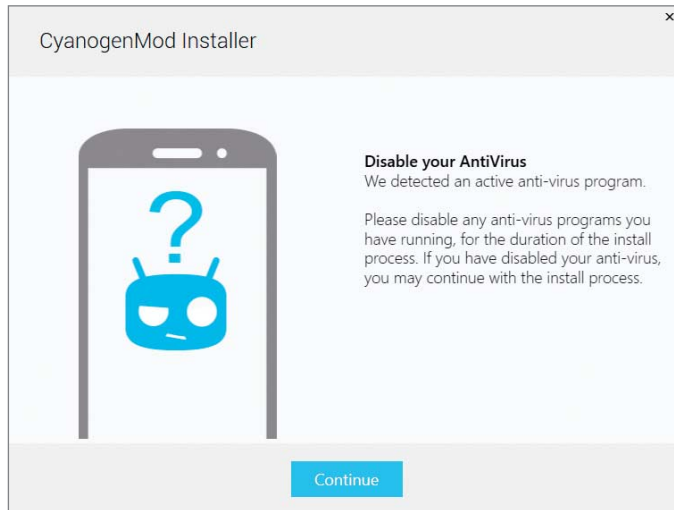 CyanogenMod Installer
?
Disable your AntiVirus
We detected an active anti-virus program.
Please disable any anti-virus programs you
have running, for the duration of the install
process. If you have disabled your anti-virus,
you may continue with the install process.
Continue